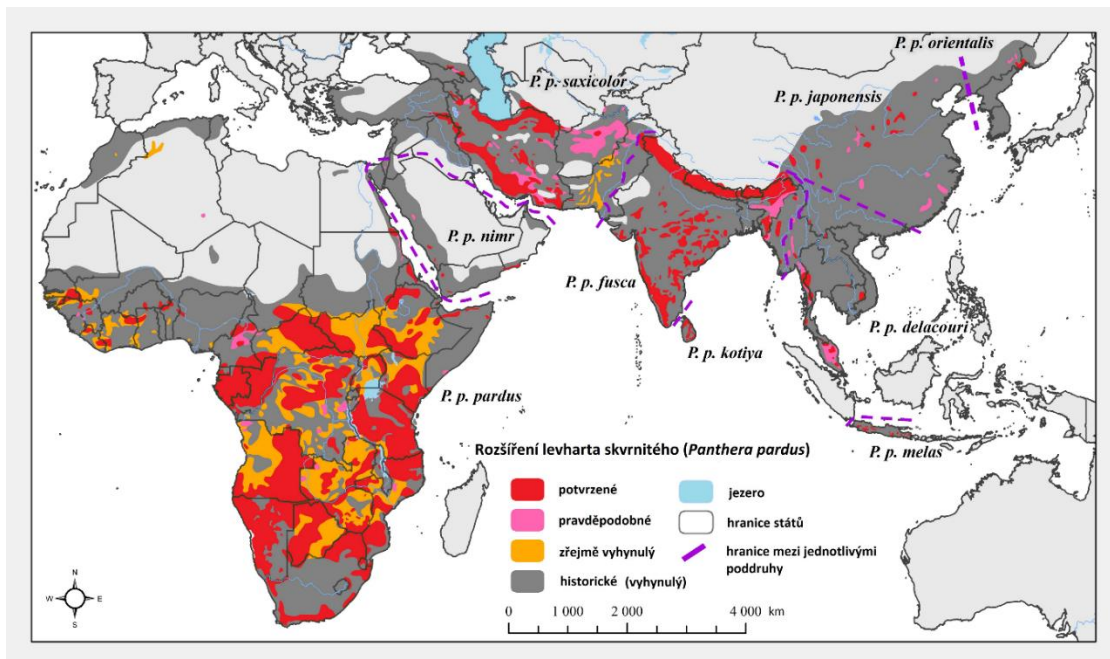 P. p. orientalis
P. p. saxicolor
P. p. japonensis
P. p. nimr
P. p. fusca
P. p. delacouri
P. p. kotiya
P. p. pardus
P. p. melas
Rozšíření levharta skvrnitého (Panthera pardus)
potvrzené
pravděpodobné
zřejmě vyhynulý
historické (vyhynulý)
jezero
hranice států
hranice mezi jednotlivými
poddruhy
0 1 000 2 000 4 000 km
N
W E
S